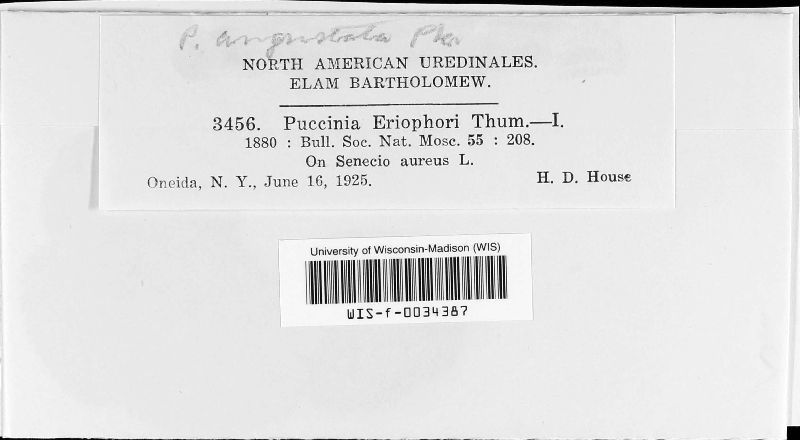 P. angustata Pk
NORTH AMERICAN UREDINALES.
ELAM BARTHOLOMEW.
3456. Puccinia Eriophori Thum.—I.
1880 : Bull. Soc. Nat. Mosc. 55 : 208.
On Senecio aureus L.
Oneida, N. Y., June 16, 1925. H. D. House
University of Wisconsin-Madison (WIS)
WIS-f-0034387